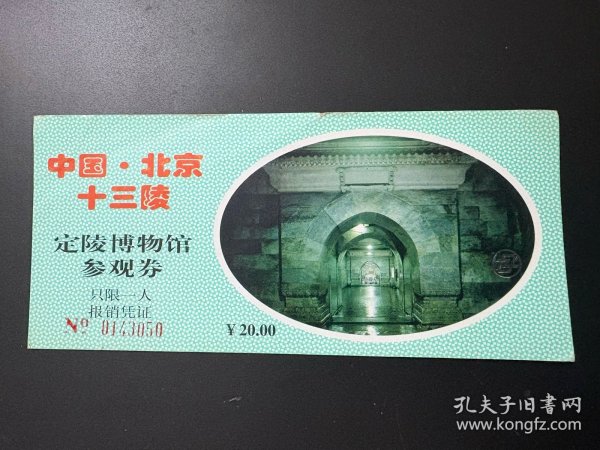 中国·北京
十三陵
定陵博物馆
参观券
只限一人
报销凭证
№ 0143050
￥20.00
孔夫子旧书网
www.kongfz.com